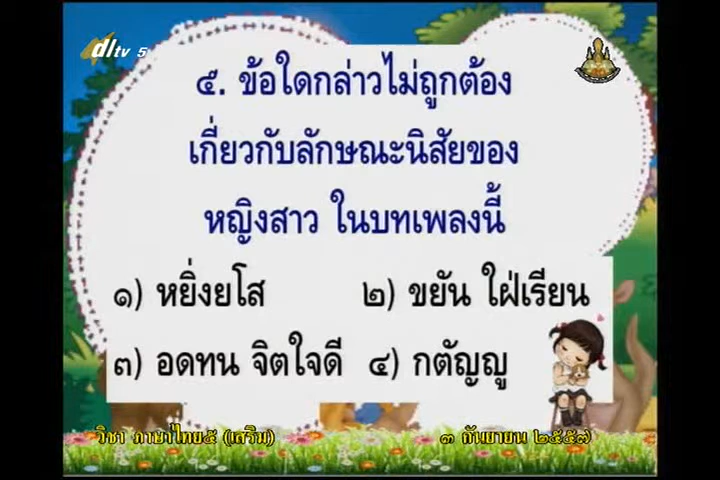 dltv 5
๕. ข้อใดกล่าวไม่ถูกต้อง
เกี่ยวกับลักษณะนิสัยของ
หญิงสาว ในบทเพลงนี้
๑) หยิ่งยโส ๒) ขยัน ใฝ่เรียน
๓) อดทน จิตใจดี ๔) กตัญญู
วิชา ภาษาไทย๕ (เสริม) ๓ กันยายน ๒๕๕๗